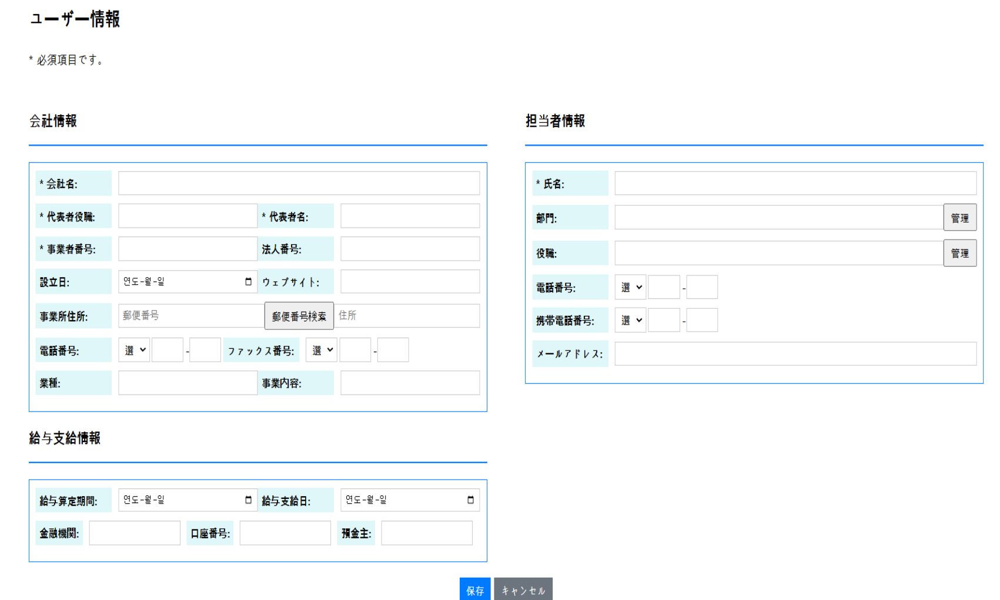 ユーザー情報
* 必須項目です。
会社情報
* 会社名:
* 代表者役職: * 代表者名:
* 事業者番号: 法人番号:
設立日: 연도-월-일 ウェブサイト:
事業所住所: 郵便番号 郵便番号検索 住所
電話番号: 選 - ファックス番号: 選 -
業種: 事業内容:
給与支給情報
給与算定期間: 연도-월-일 給与支給日: 연도-월-일
金融機関: 口座番号: 預金主:
担当者情報
* 氏名:
部門: 管理
役職: 管理
電話番号: 選 -
携帯電話番号: 選 -
メールアドレス:
保存 キャンセル